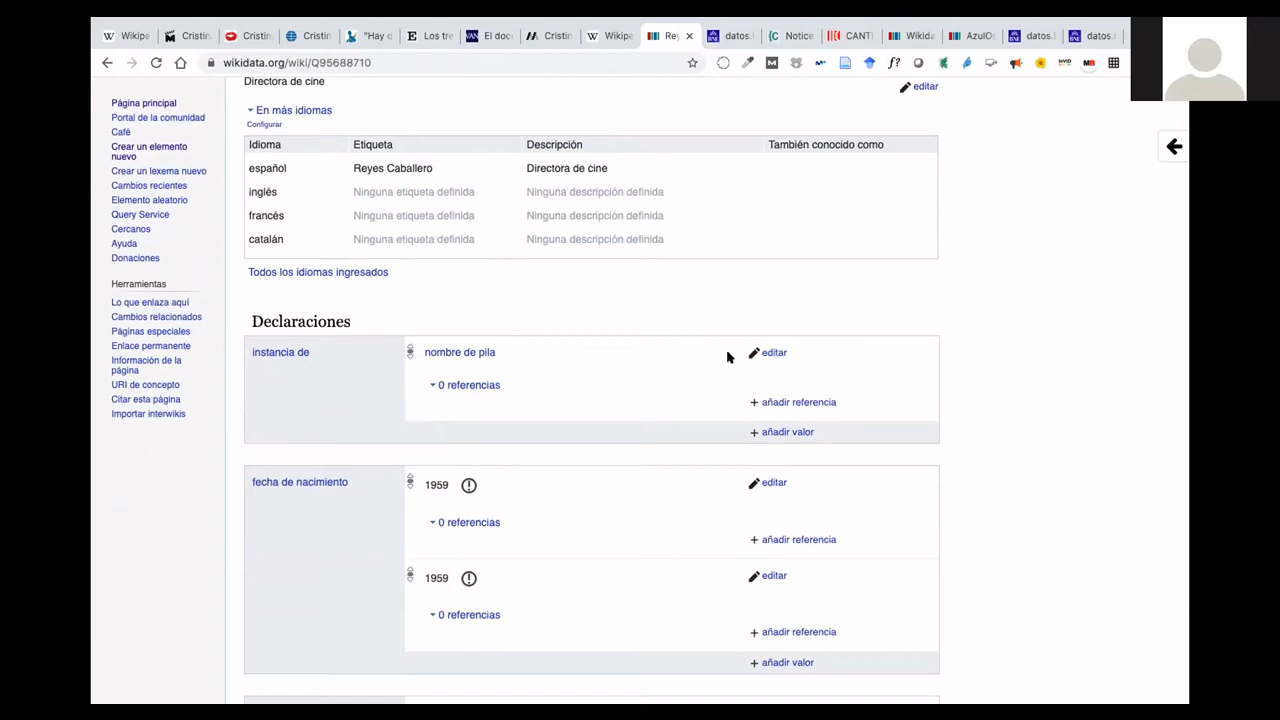 Wikipe
Cristin
Cristin
Cristin
"Hay q
Los tre
El docu
Cristin
Wikipe
Rey
datos.
Notice
CANTI
Wikida
AzulOs
datos.
datos.
wikidata.org/wiki/Q95688710
Directora de cine
editar
En más idiomas
Configurar
Idioma Etiqueta Descripción También conocido como
español Reyes Caballero Directora de cine
inglés Ninguna etiqueta definida Ninguna descripción definida
francés Ninguna etiqueta definida Ninguna descripción definida
catalán Ninguna etiqueta definida Ninguna descripción definida
Todos los idiomas ingresados
Página principal
Portal de la comunidad
Café
Crear un elemento
nuevo
Crear un lexema nuevo
Cambios recientes
Elemento aleatorio
Query Service
Cercanos
Ayuda
Donaciones
Herramientas
Lo que enlaza aquí
Cambios relacionados
Páginas especiales
Enlace permanente
Información de la
página
URI de concepto
Citar esta página
Importar interwikis
Declaraciones
instancia de
nombre de pila
editar
0 referencias
+ añadir referencia
+ añadir valor
fecha de nacimiento
1959
editar
0 referencias
+ añadir referencia
1959
editar
0 referencias
+ añadir referencia
+ añadir valor